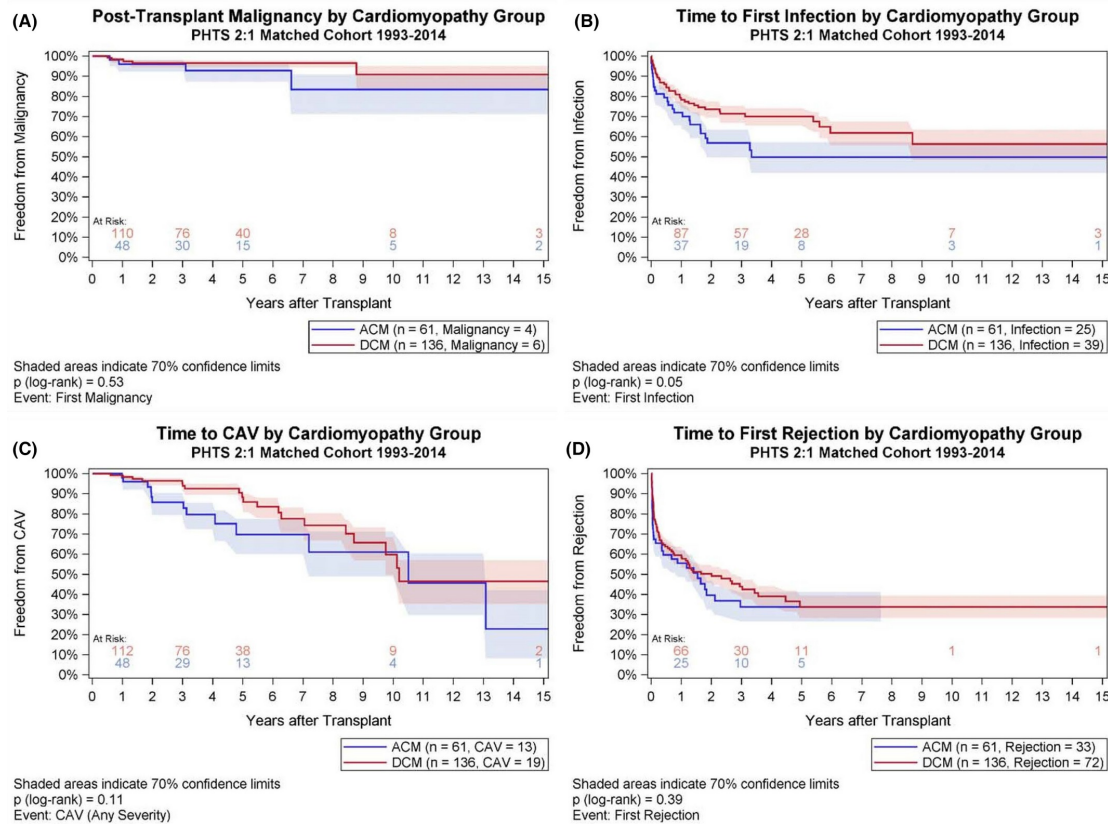 (A)
Post-Transplant Malignancy by Cardiomyopathy Group
PHTS 2:1 Matched Cohort 1993-2014
Freedom from Malignancy
100%
90%
80%
70%
60%
50%
40%
30%
20%
10%
0%
At Risk:
110 76 40 8 3
48 30 15 5 2
0 1 2 3 4 5 6 7 8 9 10 11 12 13 14 15
Years after Transplant
ACM (n = 61, Malignancy = 4)
DCM (n = 136, Malignancy = 6)
Shaded areas indicate 70% confidence limits
p (log-rank) = 0.53
Event: First Malignancy
(B)
Time to First Infection by Cardiomyopathy Group
PHTS 2:1 Matched Cohort 1993-2014
Freedom from Infection
100%
90%
80%
70%
60%
50%
40%
30%
20%
10%
0%
At Risk:
87 57 28 7 3
37 19 8 3 1
0 1 2 3 4 5 6 7 8 9 10 11 12 13 14 15
Years after Transplant
ACM (n = 61, Infection = 25)
DCM (n = 136, Infection = 39)
Shaded areas indicate 70% confidence limits
p (log-rank) = 0.05
Event: First Infection
(C)
Time to CAV by Cardiomyopathy Group
PHTS 2:1 Matched Cohort 1993-2014
Freedom from CAV
100%
90%
80%
70%
60%
50%
40%
30%
20%
10%
0%
At Risk:
112 76 38 9 2
48 29 13 4 1
0 1 2 3 4 5 6 7 8 9 10 11 12 13 14 15
Years after Transplant
ACM (n = 61, CAV = 13)
DCM (n = 136, CAV = 19)
Shaded areas indicate 70% confidence limits
p (log-rank) = 0.11
Event: CAV (Any Severity)
(D)
Time to First Rejection by Cardiomyopathy Group
PHTS 2:1 Matched Cohort 1993-2014
Freedom from Rejection
100%
90%
80%
70%
60%
50%
40%
30%
20%
10%
0%
At Risk:
66 30 11 1 1
25 10 5
0 1 2 3 4 5 6 7 8 9 10 11 12 13 14 15
Years after Transplant
ACM (n = 61, Rejection = 33)
DCM (n = 136, Rejection = 72)
Shaded areas indicate 70% confidence limits
p (log-rank) = 0.39
Event: First Rejection